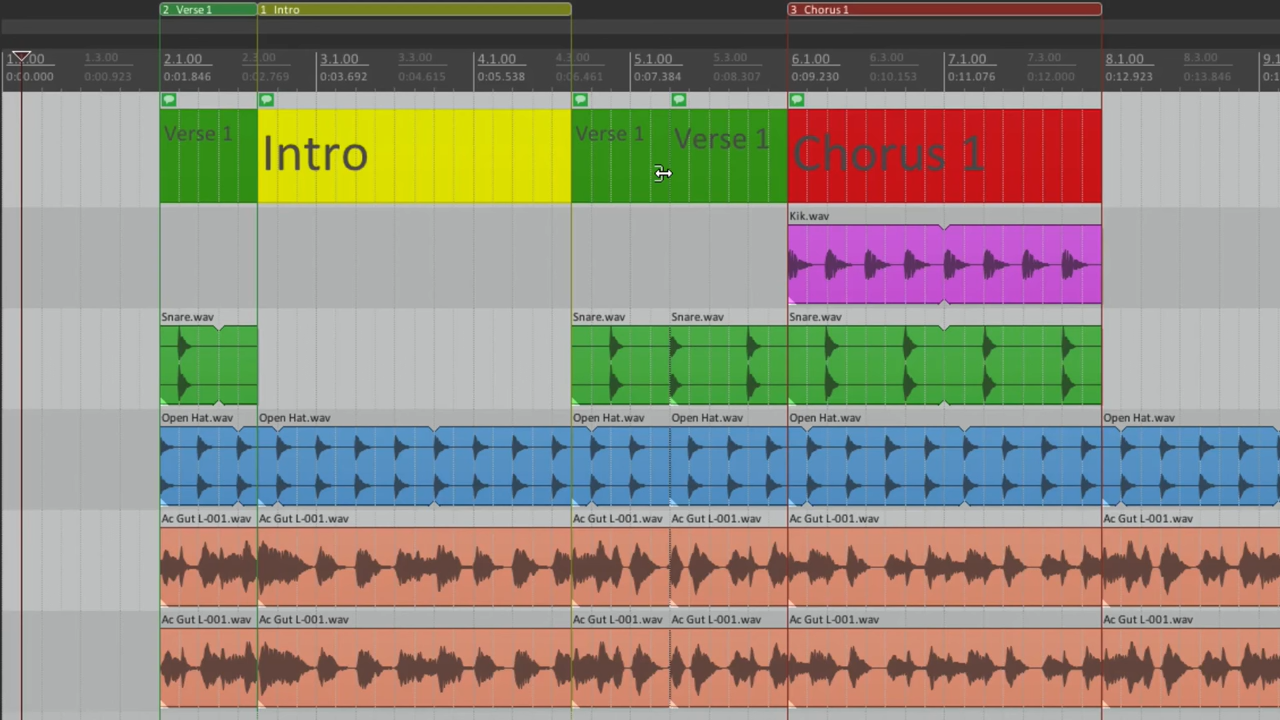 2 Verse 1 1 Intro 3 Chorus 1
1.3.00 2.1.00 3.1.00 3.3.00 4.1.00 4.3.00 5.1.00 5.3.00 6.1.00 6.3.00 7.1.00 7.3.00 8.1.00 8.3.00
0:00.000 0:00.923 0:01.846 0:02.769 0:03.692 0:04.615 0:05.538 0:06.461 0:07.384 0:08.307 0:09.230 0:10.153 0:11.076 0:12.000 0:12.923 0:13.846
Verse 1 Intro Verse 1 Verse 1 Chorus 1
Kik.wav
Snare.wav Snare.wav Snare.wav Snare.wav
Open Hat.wav Open Hat.wav Open Hat.wav Open Hat.wav Open Hat.wav Open Hat.wav
Ac Gut L-001.wav Ac Gut L-001.wav Ac Gut L-001.wav Ac Gut L-001.wav Ac Gut L-001.wav Ac Gut L-001.wav
Ac Gut L-001.wav Ac Gut L-001.wav Ac Gut L-001.wav Ac Gut L-001.wav Ac Gut L-001.wav Ac Gut L-001.wav